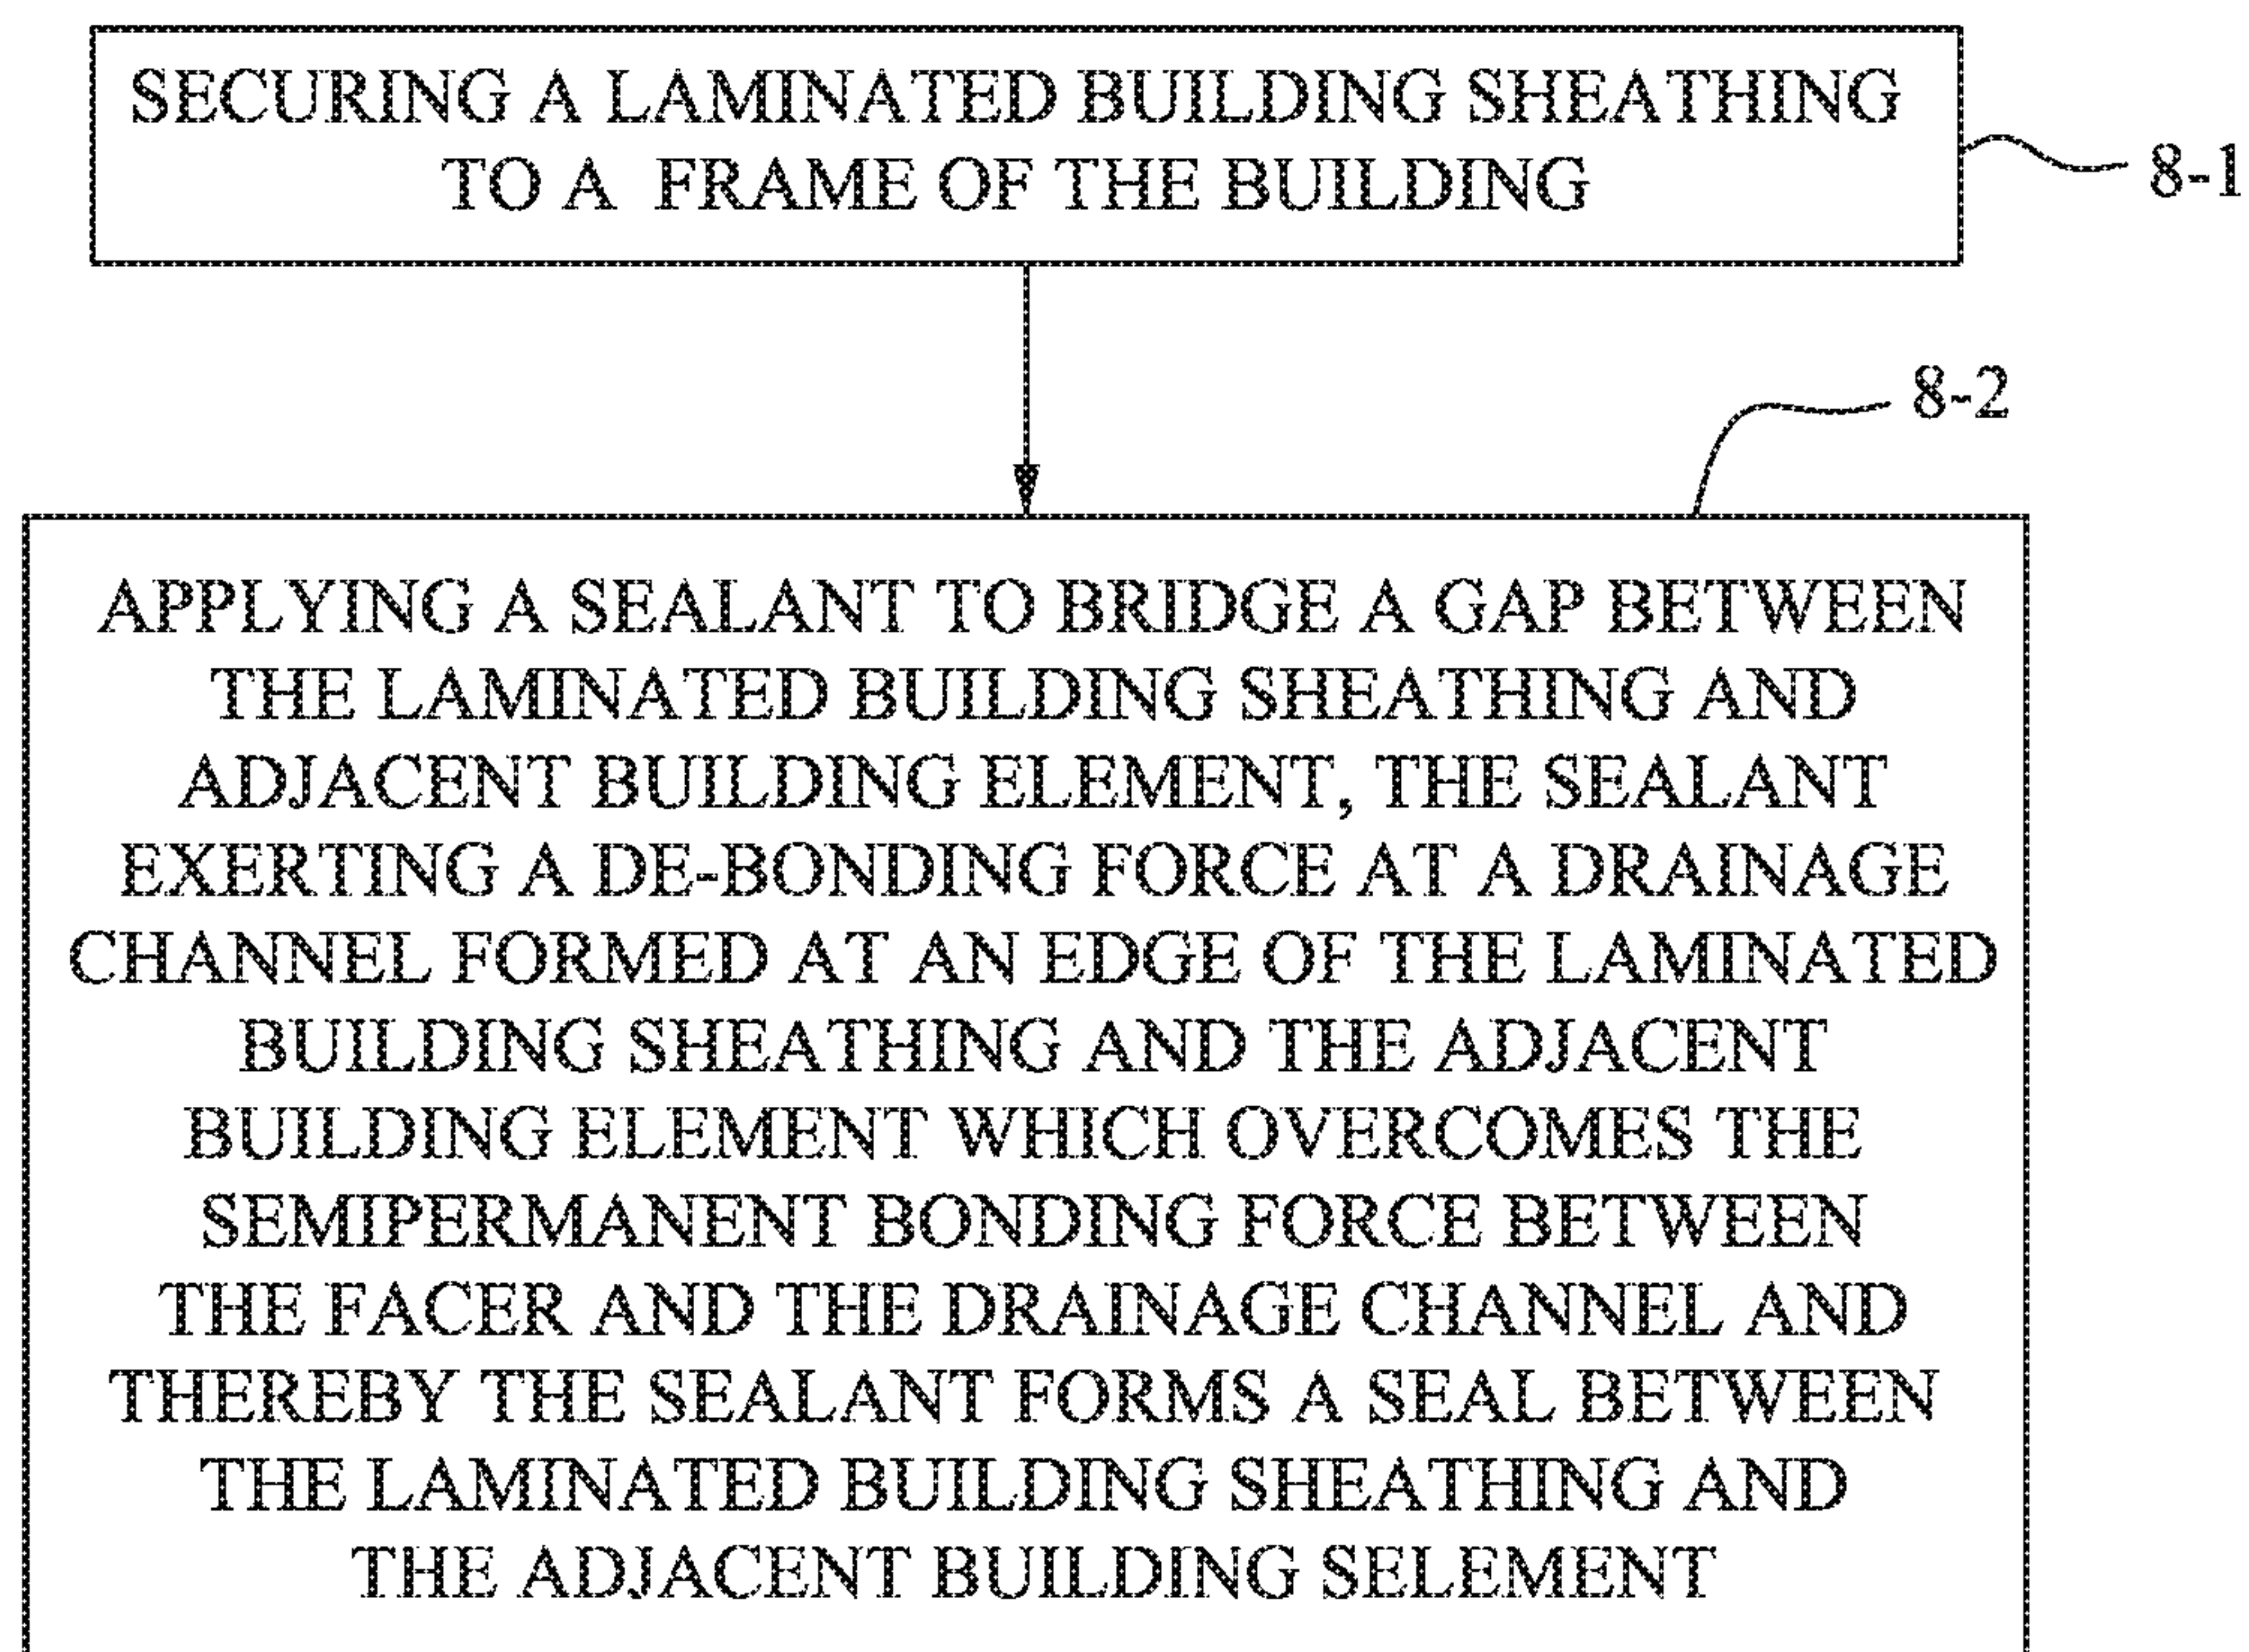 SECURING A LAMINATED BUILDING SHEATHING
TO A FRAME OF THE BUILDING
8-1
8-2
APPLYING A SEALANT TO BRIDGE A GAP BETWEEN
THE LAMINATED BUILDING SHEATHING AND
ADJACENT BUILDING ELEMENT, THE SEALANT
EXERTING A DE-BONDING FORCE AT A DRAINAGE
CHANNEL FORMED AT AN EDGE OF THE LAMINATED
BUILDING SHEATHING AND THE ADJACENT
BUILDING ELEMENT WHICH OVERCOMES THE
SEMIPERMANENT BONDING FORCE BETWEEN
THE FACER AND THE DRAINAGE CHANNEL AND
THEREBY THE SEALANT FORMS A SEAL BETWEEN
THE LAMINATED BUILDING SHEATHING AND
THE ADJACENT BUILDING SELEMENT